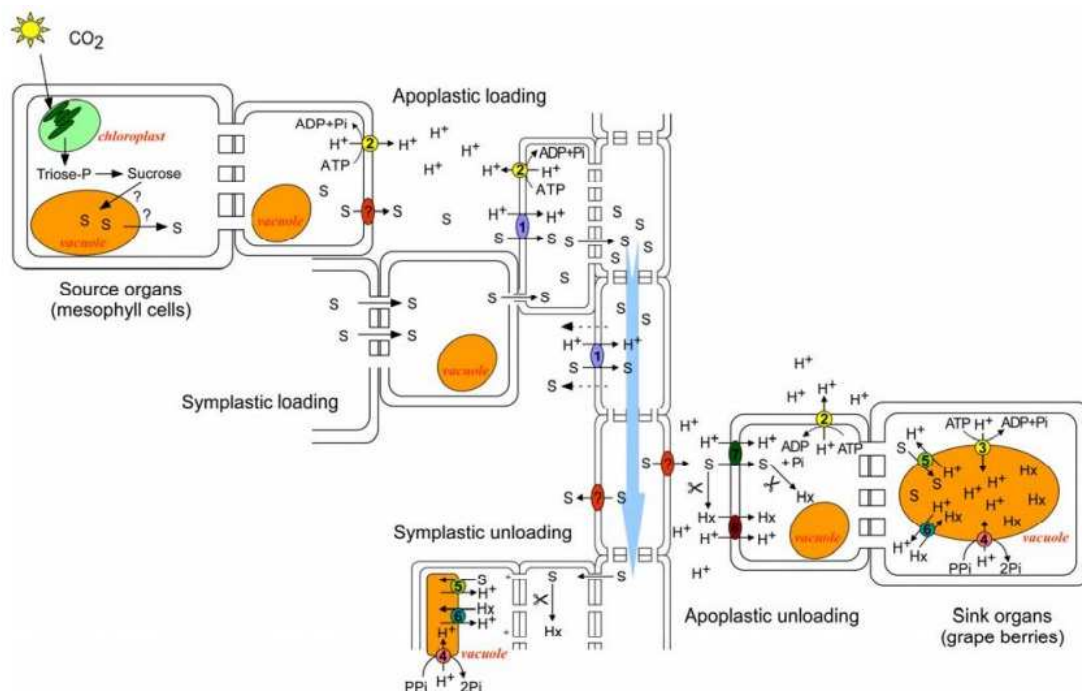 CO2
chloroplast
Triose-P
Sucrose
?
?
S S
S
vacuole
Source organs
(mesophyll cells)
Apoplastic loading
ADP+Pi
H+ 2 H+
ATP
S
S ? S
vacuole
H+
H+
H+
H+
H+
H+
S
ADP+Pi
H+ 2 H+
ATP
H+ H+
1
S S S
S
S
S
S
S
S
S
S S
S S
S S
vacuole
Symplastic loading
S
S
H+ H+
1
S S
S
S ?
S ? S
Symplastic unloading
S
S
5
H+
Hx
6
H+
H+
4
PPi H+ 2Pi
vacuole
Hx
H+
H+ H+
S S
Hx Hx
H+ H+
H+
H+
H+
H+
H+
H+
H+
2
ADP
+ Pi
H+
ATP
Hx
vacuole
Apoplastic unloading
ATP H+ ADP+Pi
3
H+
S
5
H+
S
S
H+
H+
H+
H+
H+
H+
Hx
Hx
Hx
H+
6
Hx
H+
Hx
H+
4
vacuole
PPi H+ 2Pi
Sink organs
(grape berries)